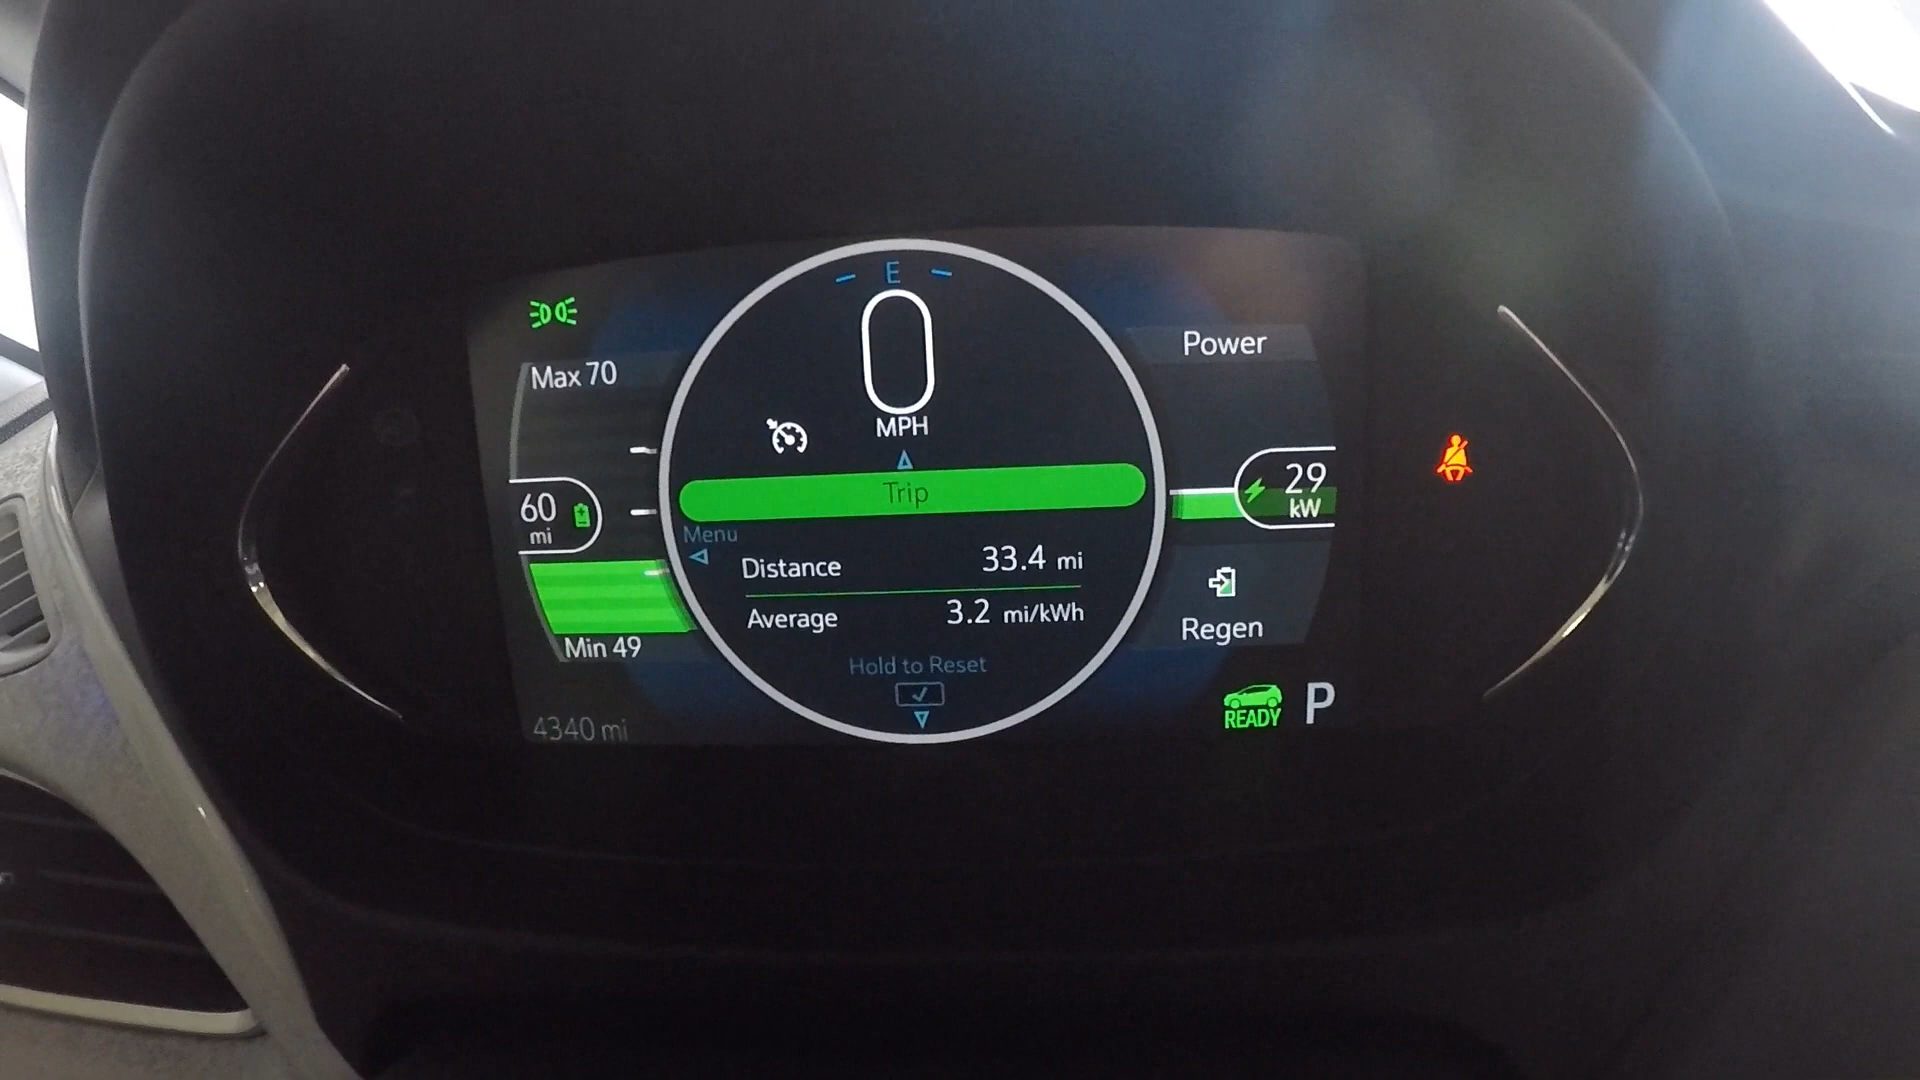 E
0
MPH
Max 70
Power
60
mi
Trip
29
kW
Menu
Distance 33.4 mi
Average 3.2 mi/kWh
Min 49
Regen
Hold to Reset
4340 mi
READY
P